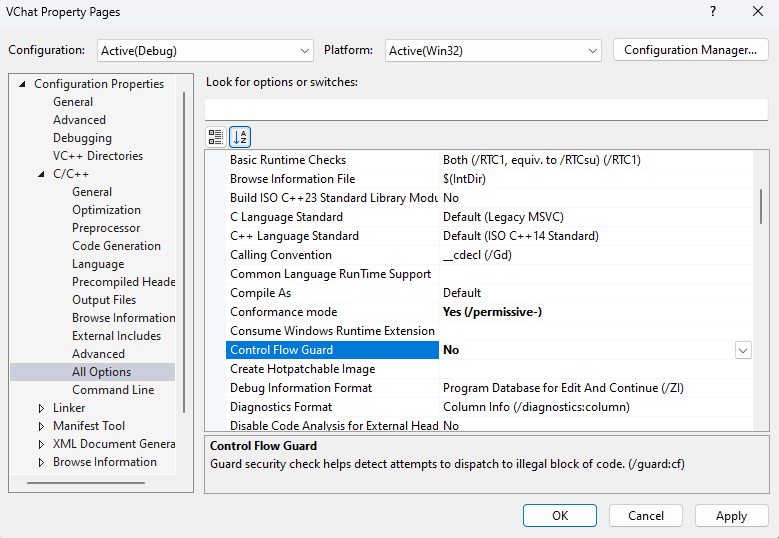 VChat Property Pages
?
Configuration: Active(Debug) Platform: Active(Win32) Configuration Manager...
Configuration Properties
General
Advanced
Debugging
VC++ Directories
C/C++
General
Optimization
Preprocessor
Code Generation
Language
Precompiled Heade
Output Files
Browse Information
External Includes
Advanced
All Options
Command Line
Linker
Manifest Tool
XML Document Genera
Browse Information
Look for options or switches:
Basic Runtime Checks Both (/RTC1, equiv. to /RTCsu) (/RTC1)
Browse Information File $(IntDir)
Build ISO C++23 Standard Library Modu No
C Language Standard Default (Legacy MSVC)
C++ Language Standard Default (ISO C++14 Standard)
Calling Convention __cdecl (/Gd)
Common Language RunTime Support
Compile As Default
Conformance mode Yes (/permissive-)
Consume Windows Runtime Extension
Control Flow Guard No
Create Hotpatchable Image
Debug Information Format Program Database for Edit And Continue (/ZI)
Diagnostics Format Column Info (/diagnostics:column)
Disable Code Analysis for External Head No
Control Flow Guard
Guard security check helps detect attempts to dispatch to illegal block of code. (/guard:cf)
OK Cancel Apply